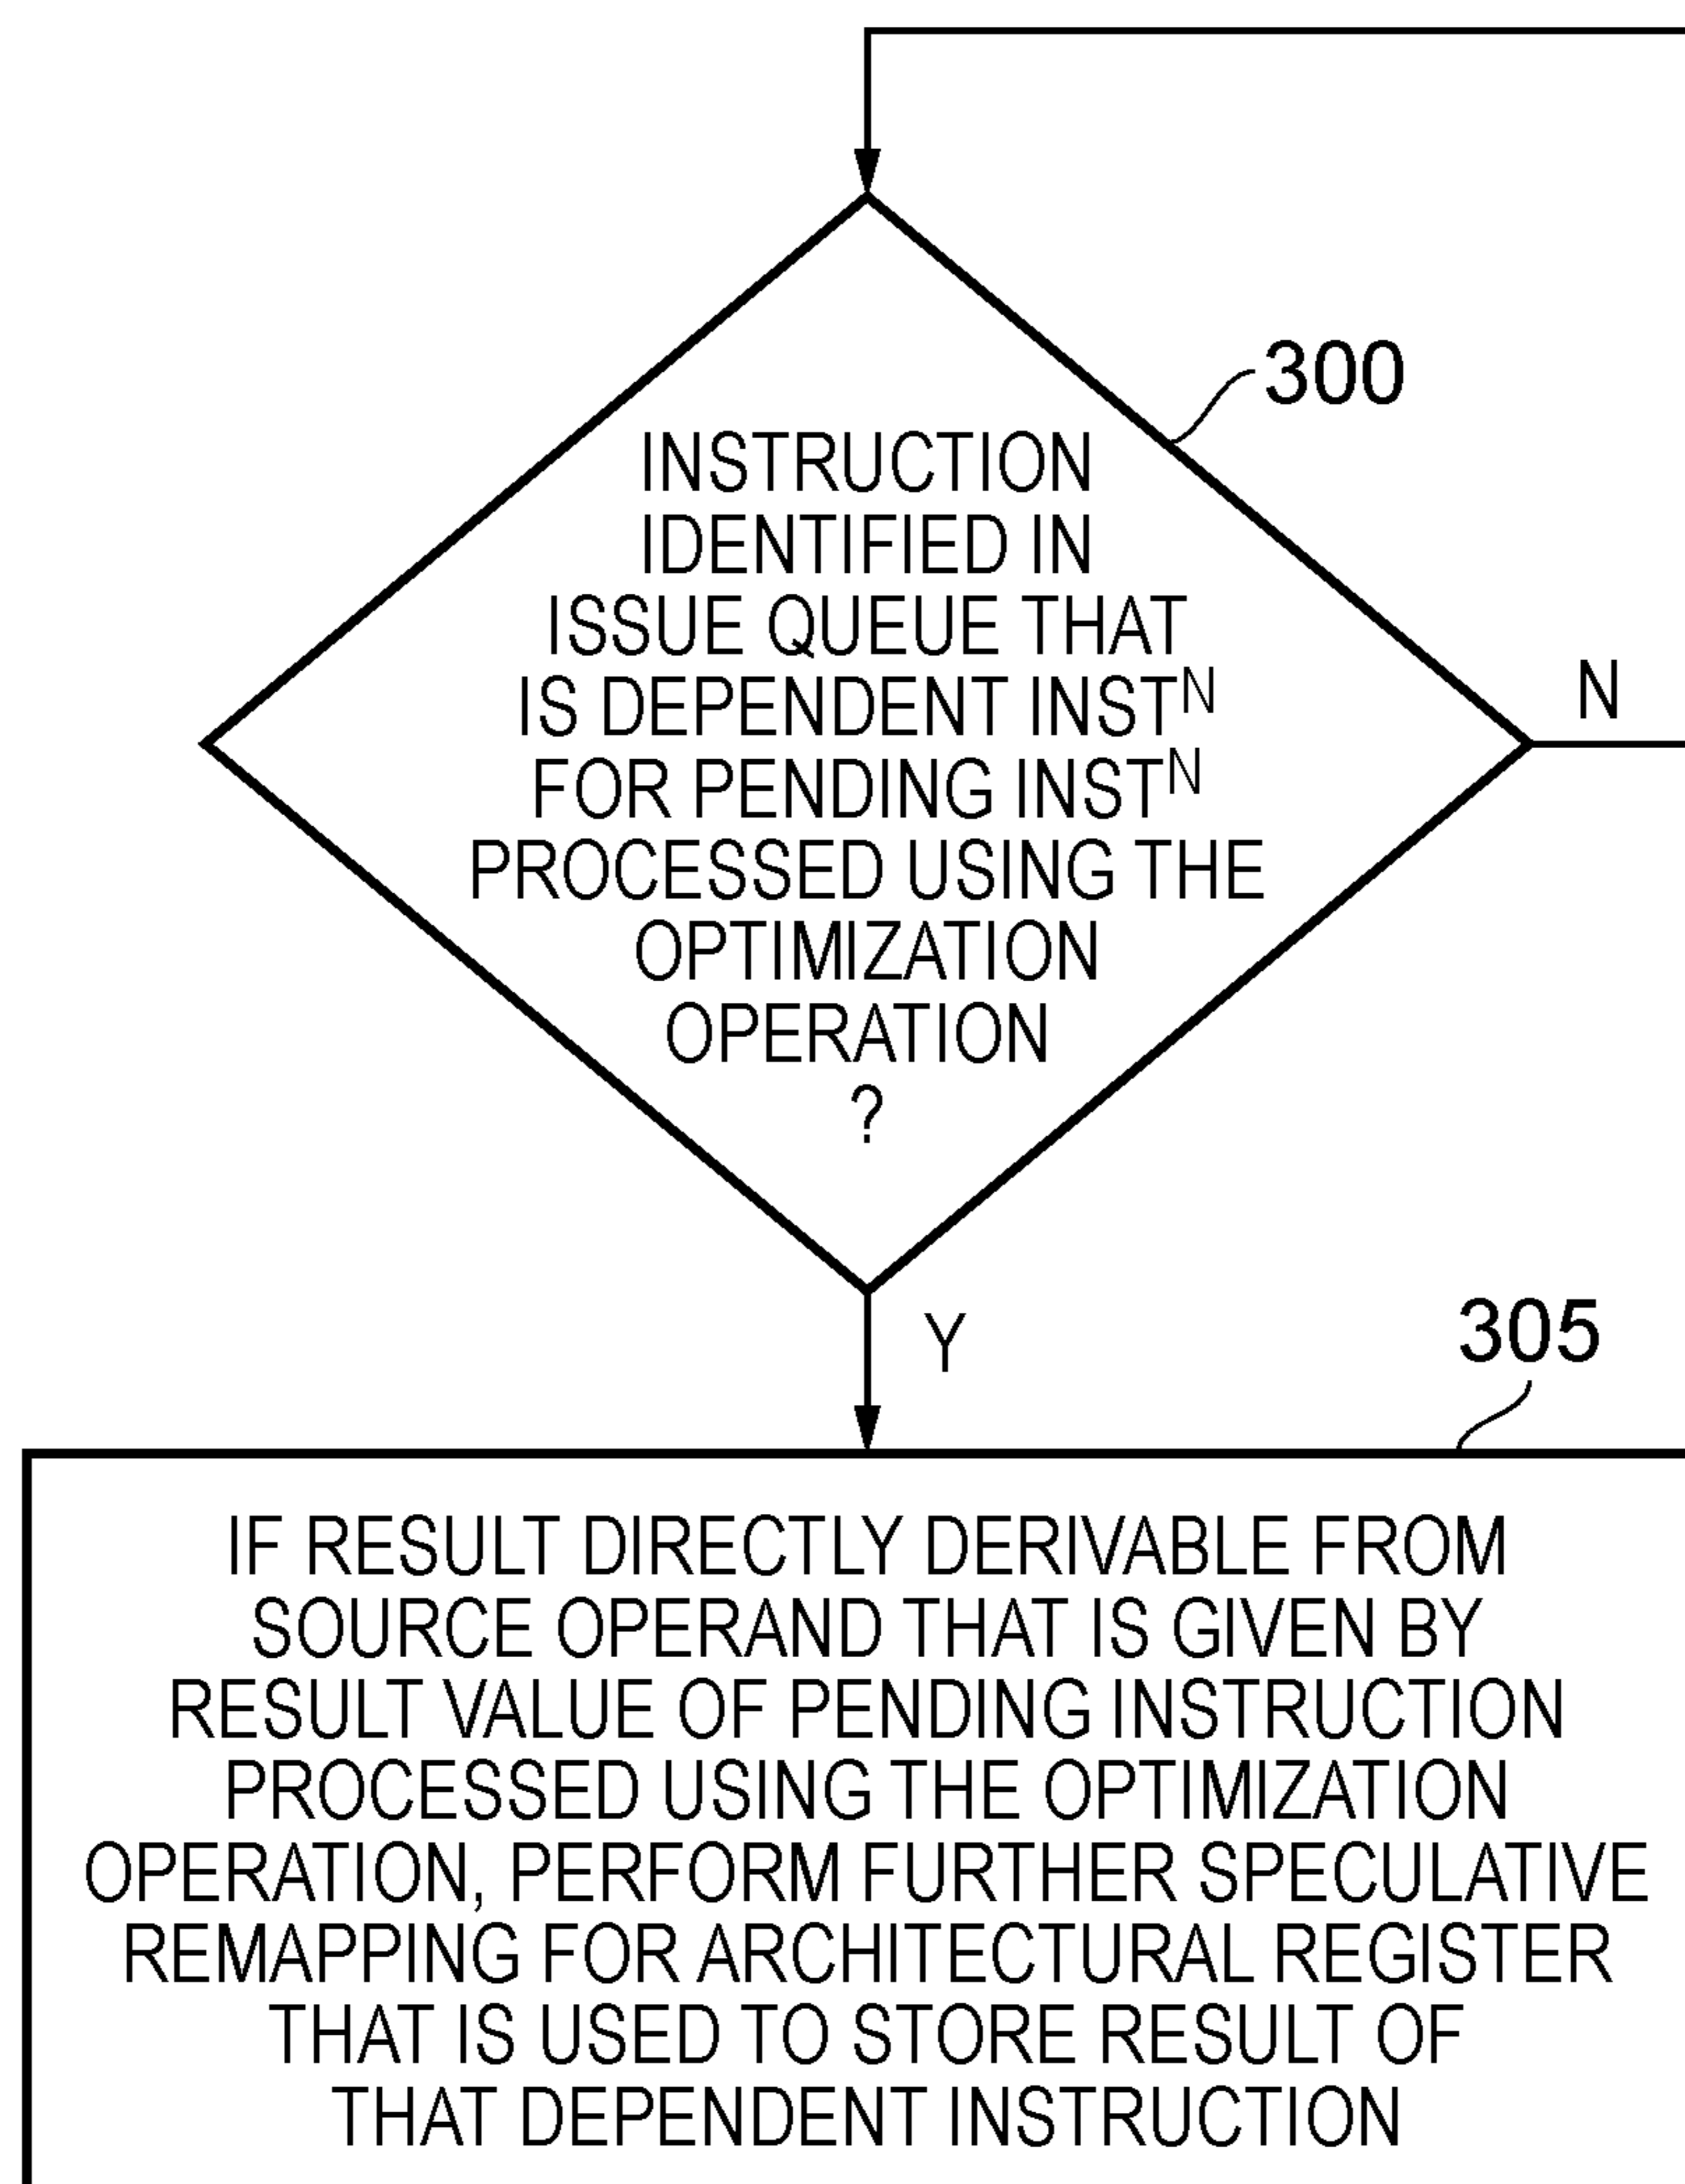 300
INSTRUCTION
IDENTIFIED IN
ISSUE QUEUE THAT
IS DEPENDENT INSTᴺ
FOR PENDING INSTᴺ
PROCESSED USING THE
OPTIMIZATION
OPERATION
?
N
Y
305
IF RESULT DIRECTLY DERIVABLE FROM
SOURCE OPERAND THAT IS GIVEN BY
RESULT VALUE OF PENDING INSTRUCTION
PROCESSED USING THE OPTIMIZATION
OPERATION, PERFORM FURTHER SPECULATIVE
REMAPPING FOR ARCHITECTURAL REGISTER
THAT IS USED TO STORE RESULT OF
THAT DEPENDENT INSTRUCTION